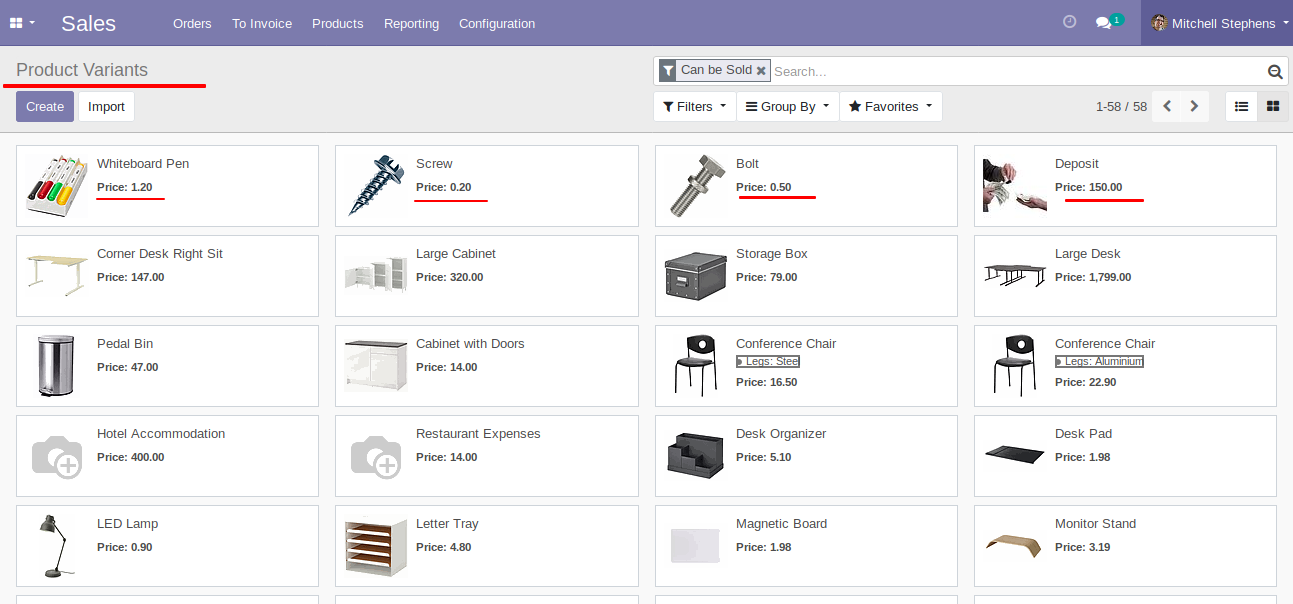 Sales Orders To Invoice Products Reporting Configuration 1 Mitchell Stephens
Product Variants
Can be Sold Search...
Create Import Filters Group By Favorites 1-58 / 58
Whiteboard Pen Screw Bolt Deposit
Price: 1.20 Price: 0.20 Price: 0.50 Price: 150.00
Corner Desk Right Sit Large Cabinet Storage Box Large Desk
Price: 147.00 Price: 320.00 Price: 79.00 Price: 1,799.00
Pedal Bin Cabinet with Doors Conference Chair Conference Chair
Legs: Steel Legs: Aluminium
Price: 47.00 Price: 14.00 Price: 16.50 Price: 22.90
Hotel Accommodation Restaurant Expenses Desk Organizer Desk Pad
Price: 400.00 Price: 14.00 Price: 5.10 Price: 1.98
LED Lamp Letter Tray Magnetic Board Monitor Stand
Price: 0.90 Price: 4.80 Price: 1.98 Price: 3.19